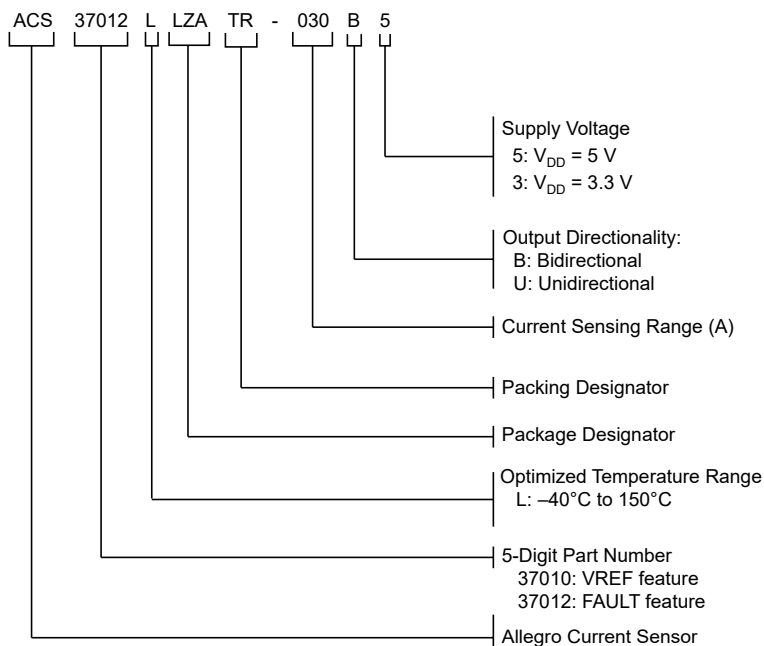 ACS 37012 L LZA TR - 030 B 5
Supply Voltage
5: VDD = 5 V
3: VDD = 3.3 V
Output Directionality:
B: Bidirectional
U: Unidirectional
Current Sensing Range (A)
Packing Designator
Package Designator
Optimized Temperature Range
L: –40°C to 150°C
5-Digit Part Number
37010: VREF feature
37012: FAULT feature
Allegro Current Sensor